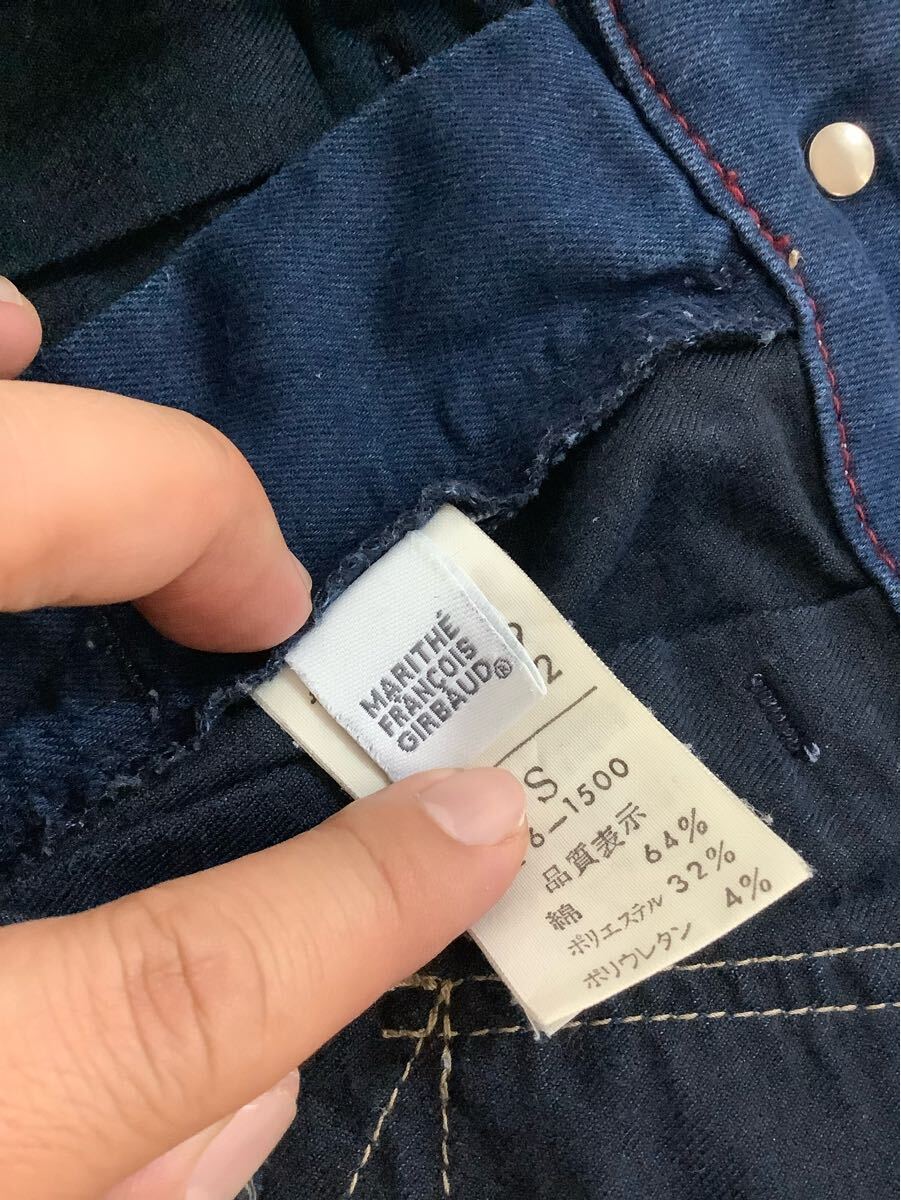 MARITHÉ
FRANÇOIS
GIRBAUD®
2
S
6-1500
品質表示
綿 64%
ポリエステル 32%
ポリウレタン 4%